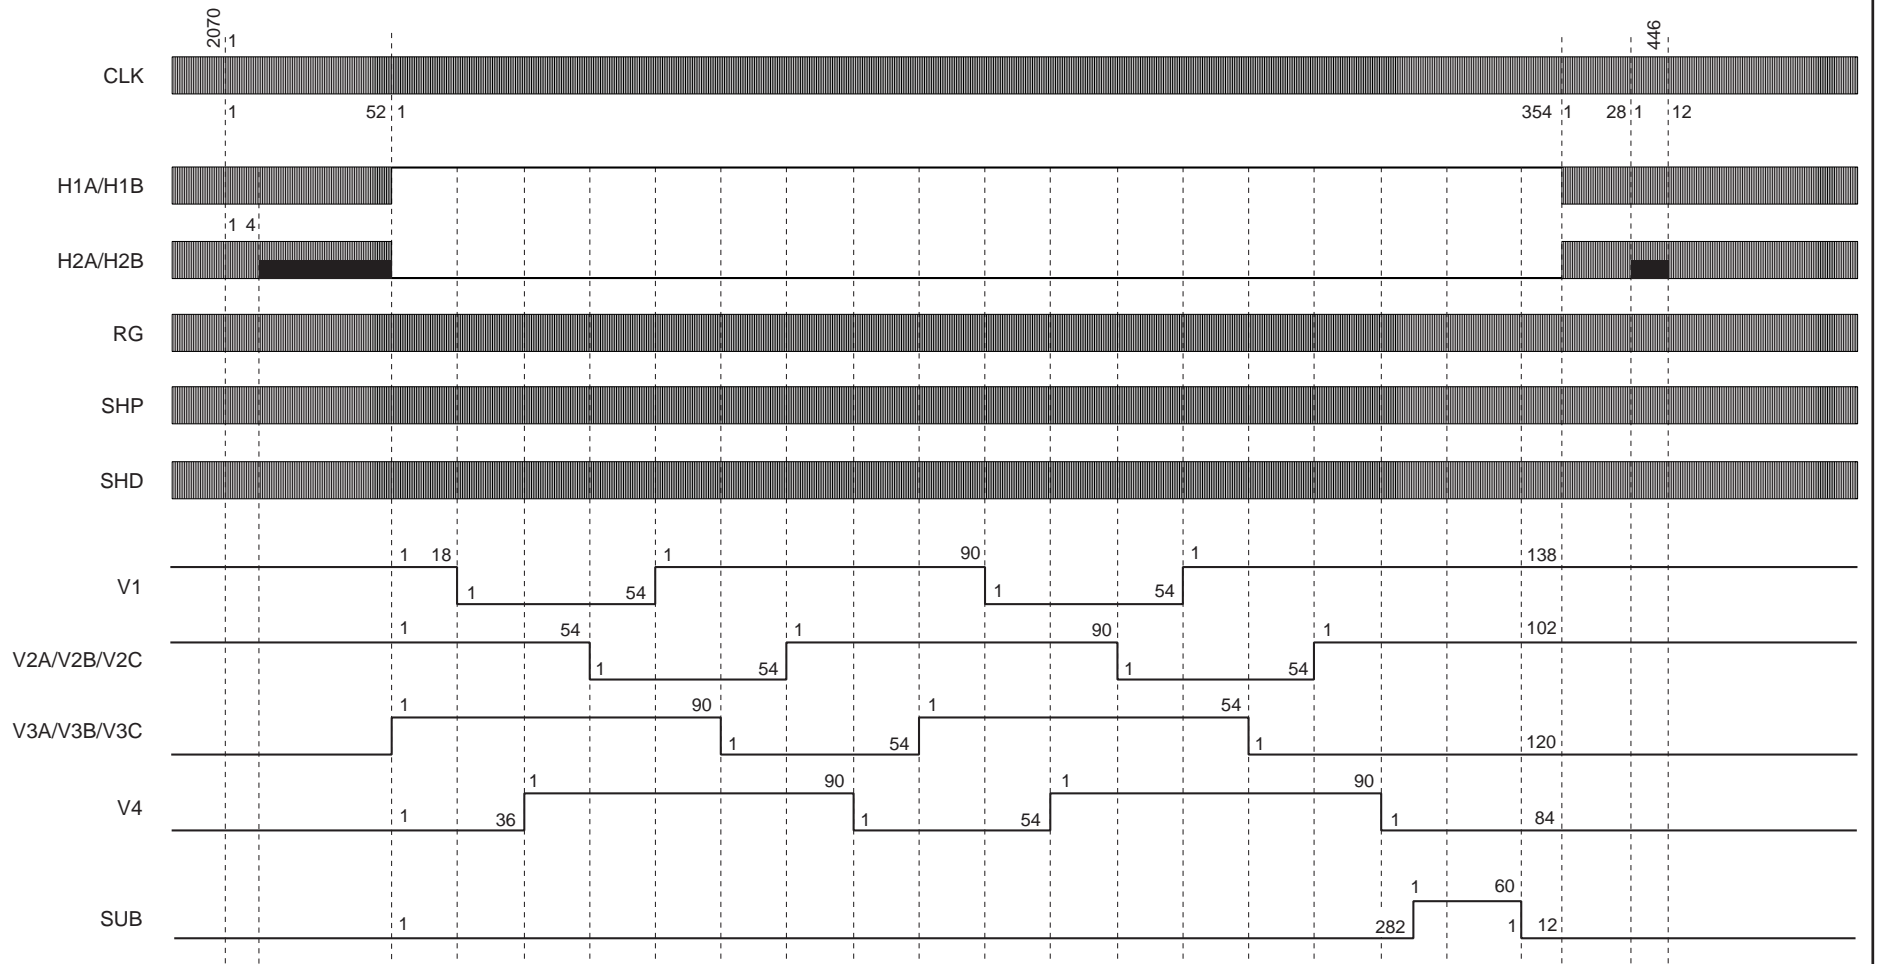 2070 1 446
CLK
1 52 1 354 1 28 1 12
H1A/H1B
1 4
H2A/H2B
RG
SHP
SHD
1 18 1 90 1 138
V1
1 54 1 54
1 54 1 90 1 102
V2A/V2B/V2C
1 54 1 54
1 90 1 54
V3A/V3B/V3C
1 54 1 120
1 90 1 90
V4
1 36 1 54 1 84
1 60
SUB
1 282 1 12